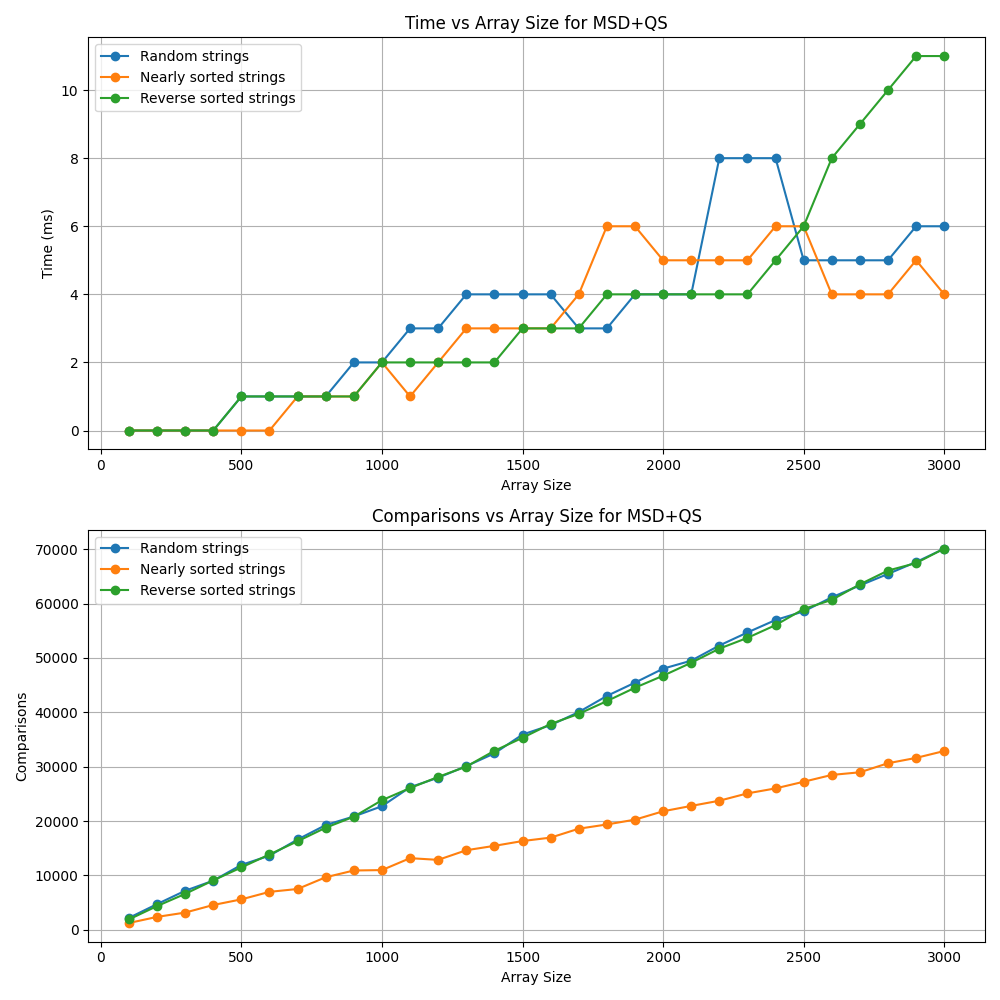 Time vs Array Size for MSD+QS
Random strings
Nearly sorted strings
Reverse sorted strings
10
8
6
4
2
0
Time (ms)
0 500 1000 1500 2000 2500 3000
Array Size
Comparisons vs Array Size for MSD+QS
Random strings
Nearly sorted strings
Reverse sorted strings
70000
60000
50000
40000
30000
20000
10000
0
Comparisons
0 500 1000 1500 2000 2500 3000
Array Size